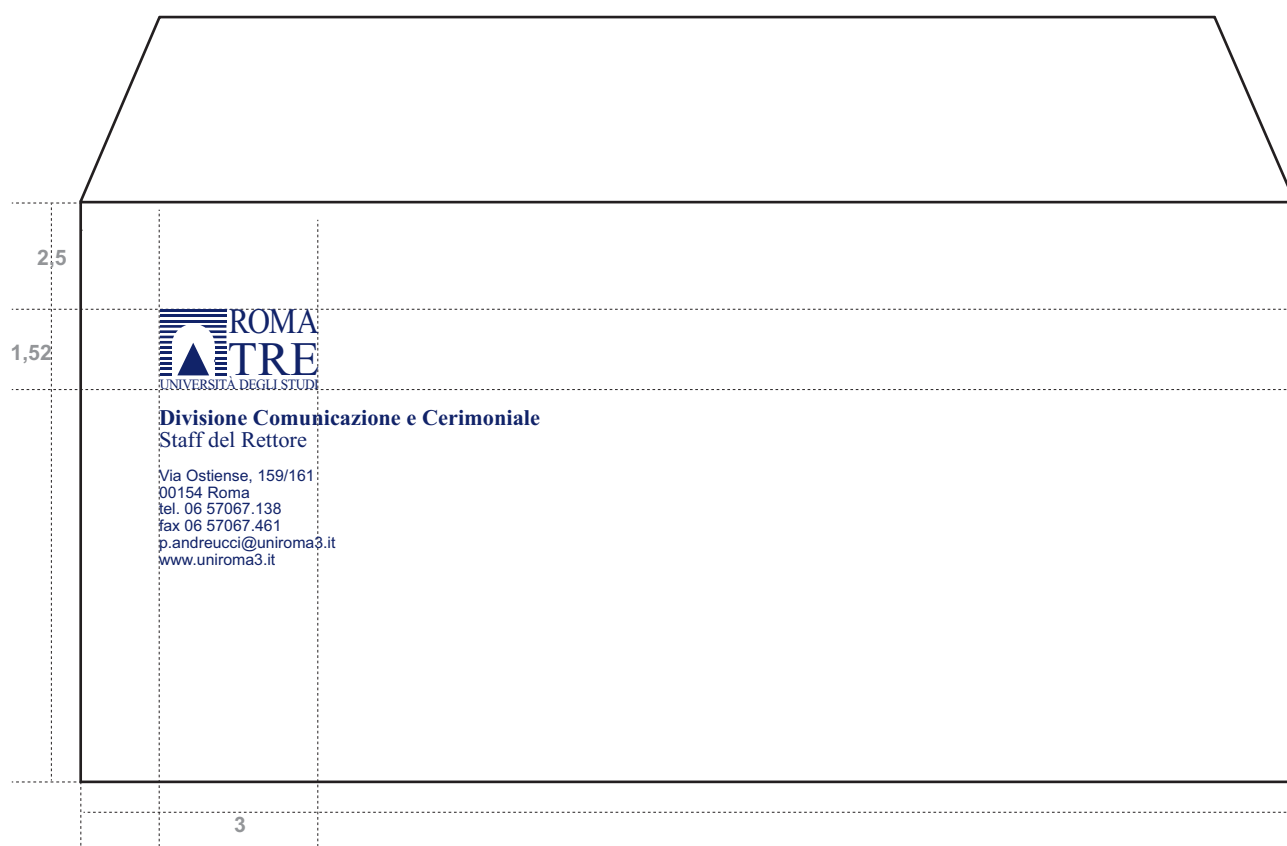 2,5
1,52
ROMA
TRE
UNIVERSITÀ DEGLI STUDI
Divisione Comunicazione e Cerimoniale
Staff del Rettore
Via Ostiense, 159/161
00154 Roma
tel. 06 57067.138
fax 06 57067.461
p.andreucci@uniroma3.it
www.uniroma3.it
3